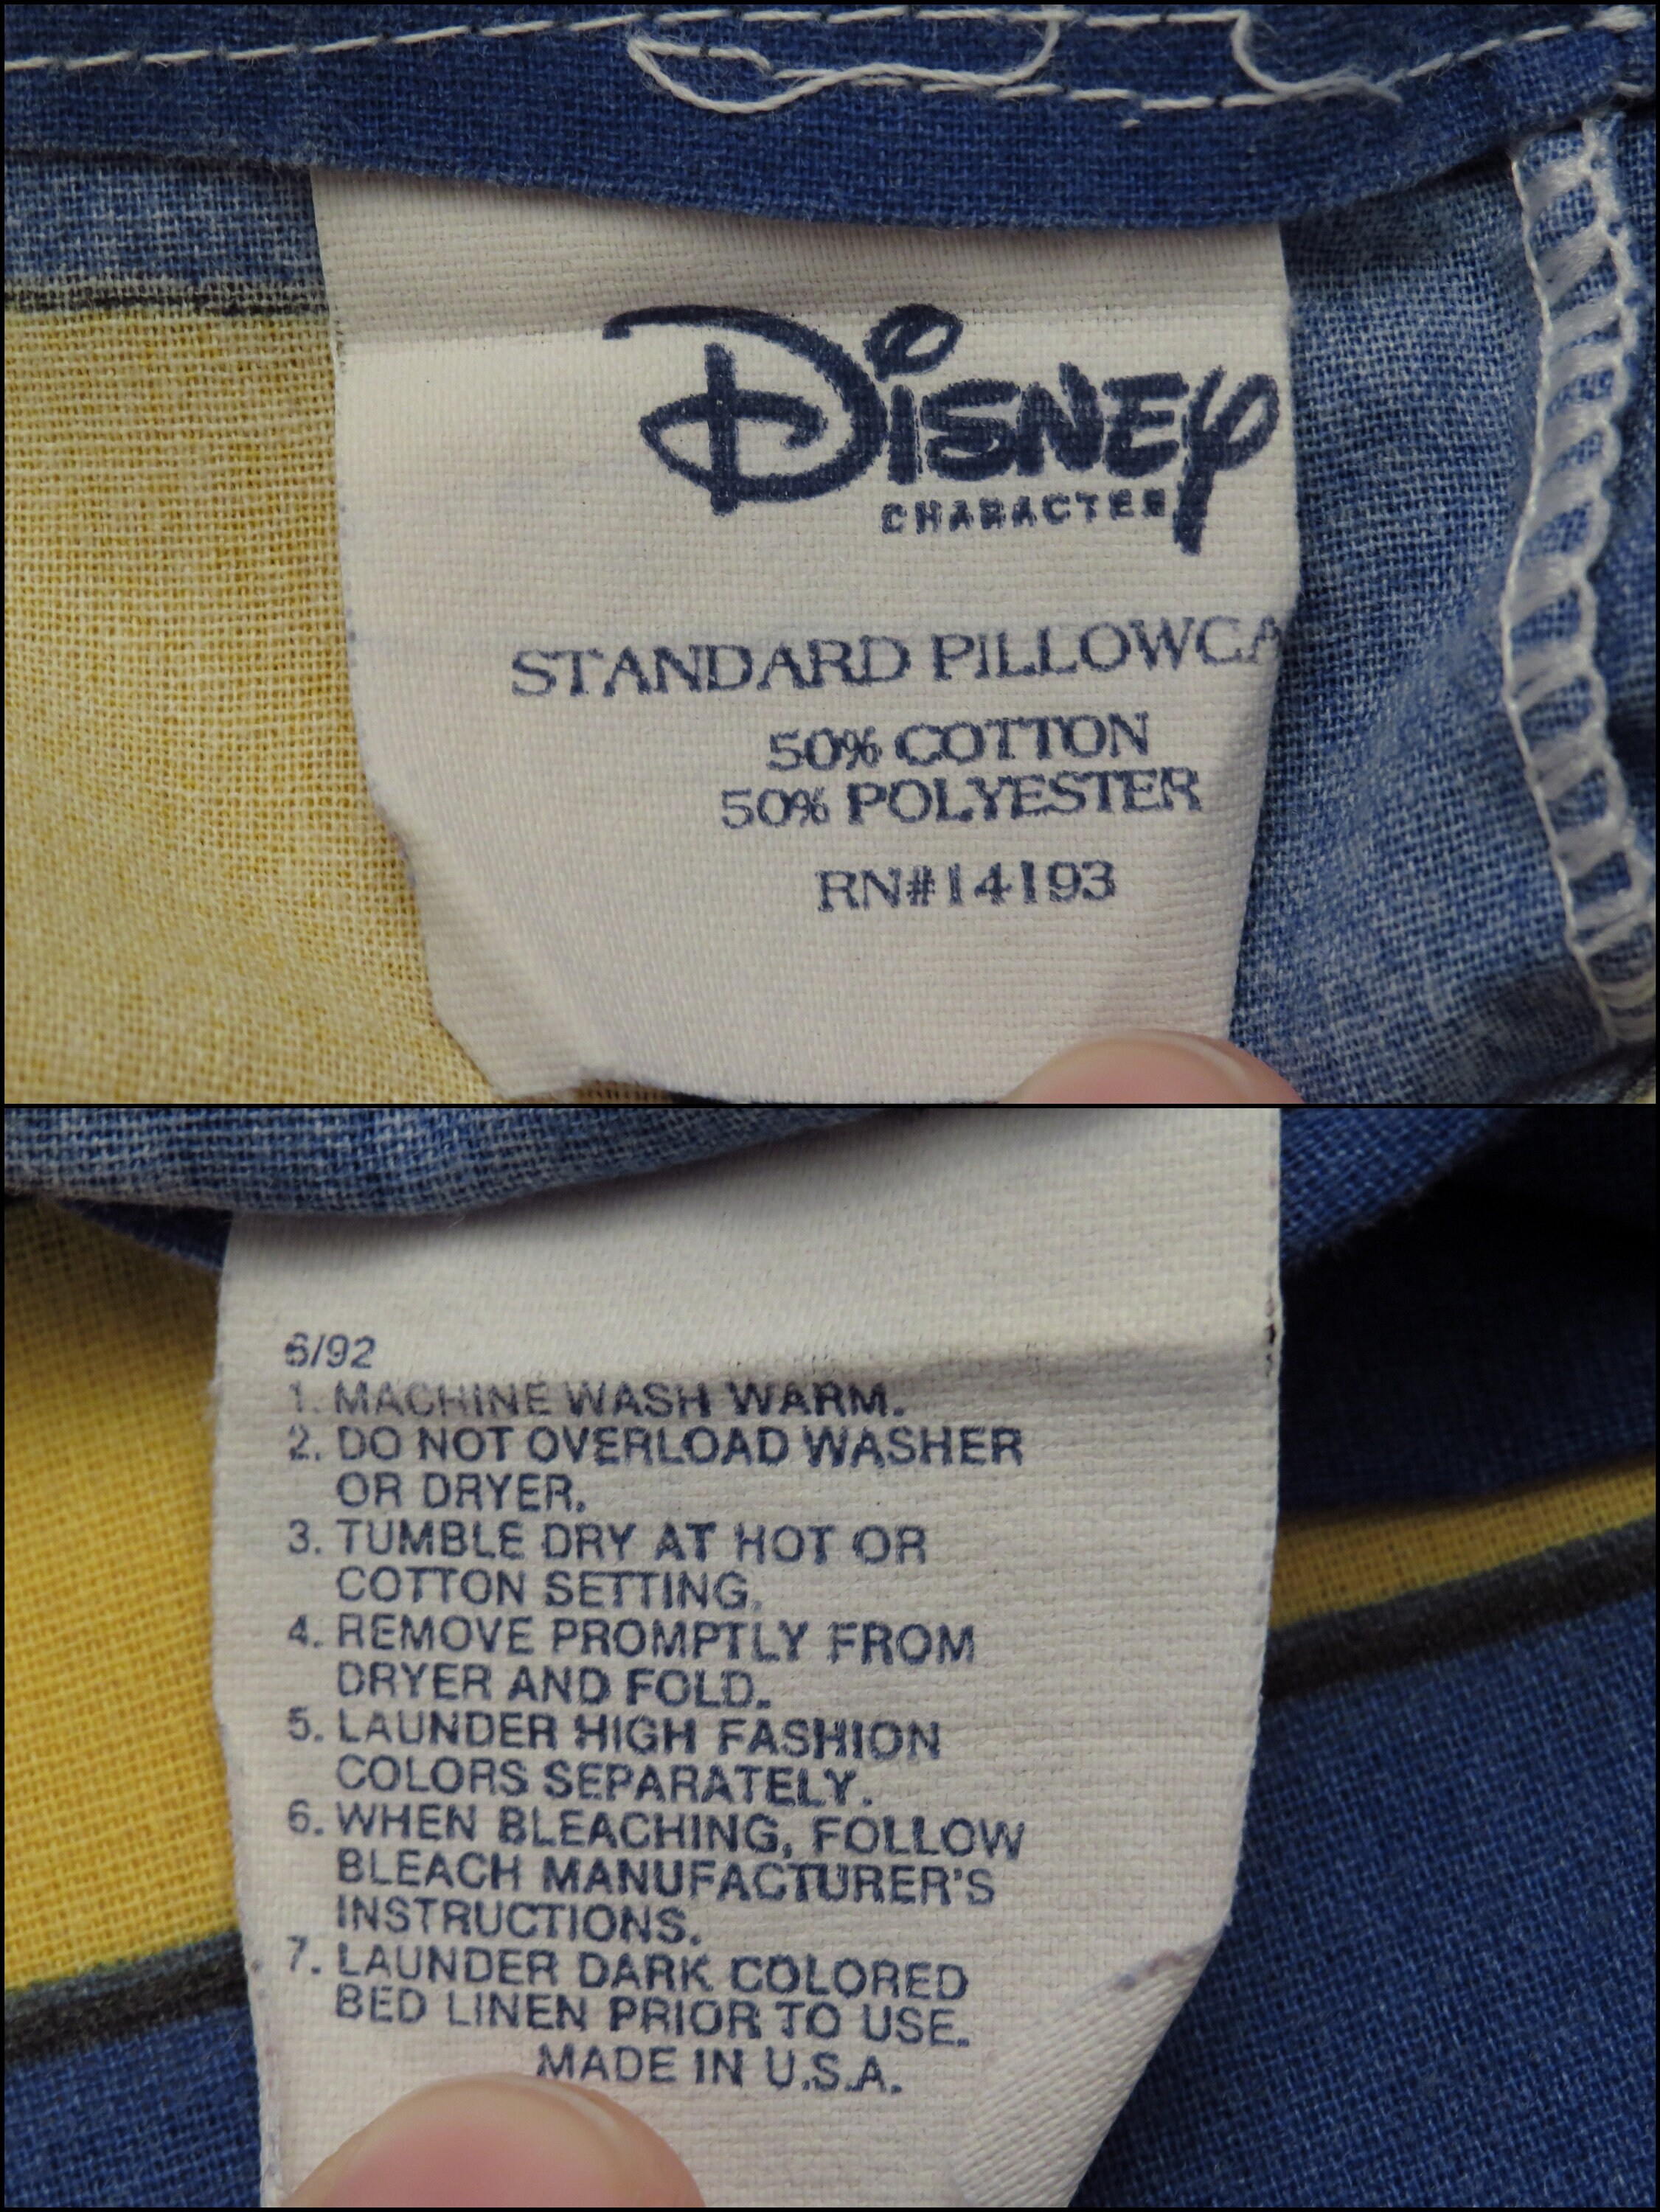 Disney
CHARACTER
STANDARD PILLOWCA
50% COTTON
50% POLYESTER
RN#14193
6/92
1. MACHINE WASH WARM.
2. DO NOT OVERLOAD WASHER
OR DRYER.
3. TUMBLE DRY AT HOT OR
COTTON SETTING.
4. REMOVE PROMPTLY FROM
DRYER AND FOLD.
5. LAUNDER HIGH FASHION
COLORS SEPARATELY.
6. WHEN BLEACHING, FOLLOW
BLEACH MANUFACTURER'S
INSTRUCTIONS.
7. LAUNDER DARK COLORED
BED LINEN PRIOR TO USE.
MADE IN U.S.A.